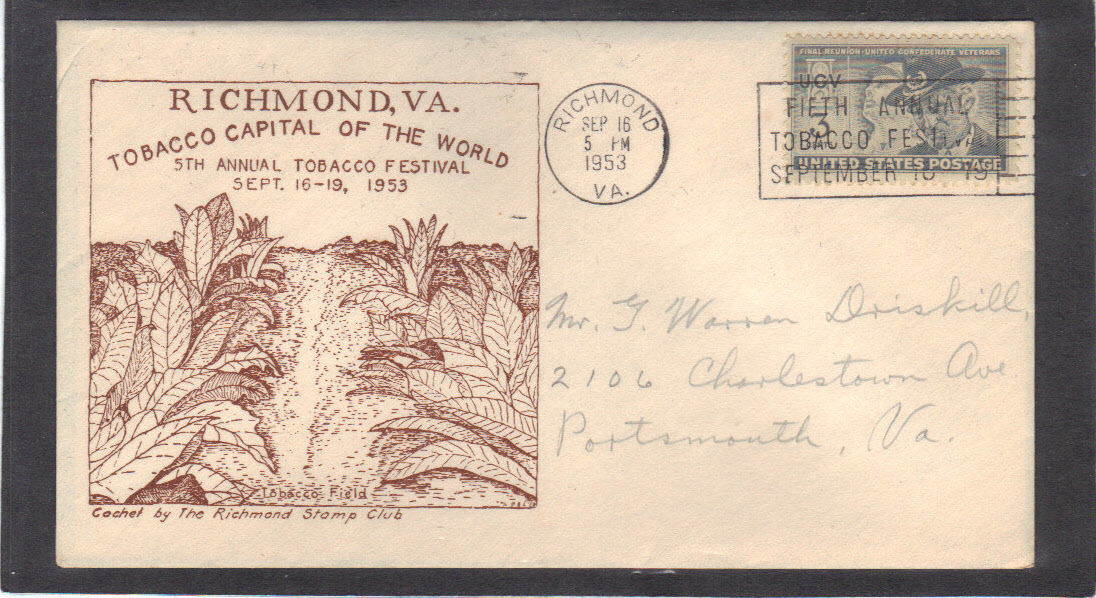 RICHMOND, VA.
TOBACCO CAPITAL OF THE WORLD
5TH ANNUAL TOBACCO FESTIVAL
SEPT. 16-19, 1953
Tobacco Field
Cachet by The Richmond Stamp Club
RICHMOND
SEP 16
5 PM
1953
VA.
FINAL REUNION·UNITED CONFEDERATE VETERANS
UCV
3
UNITED STATES POSTAGE
FIFTH ANNUAL
TOBACCO FESTIVAL
SEPTEMBER 16 19
Mr. G. Warren Driskill,
2106 Charlestown Ave.
Portsmouth, Va.